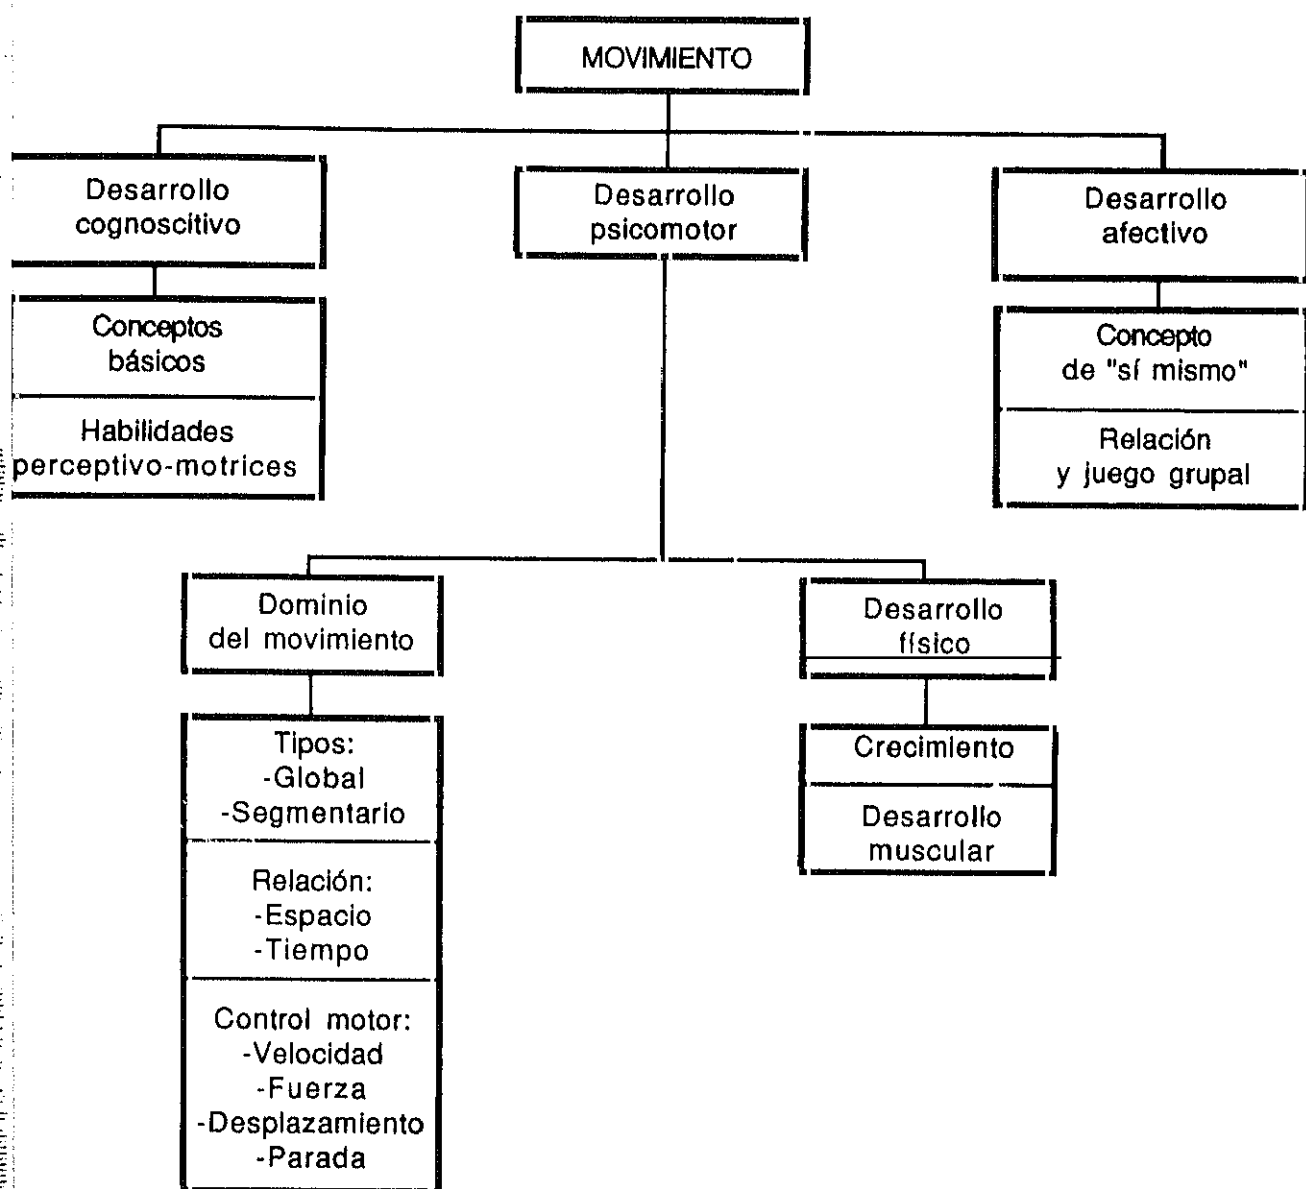 MOVIMIENTO
Desarrollo
cognoscitivo
Desarrollo
psicomotor
Desarrollo
afectivo
Conceptos
básicos
Habilidades
perceptivo-motrices
Concepto
de "sí mismo"
Relación
y juego grupal
Dominio
del movimiento
Desarrollo
físico
Tipos:
-Global
-Segmentario
Relación:
-Espacio
-Tiempo
Control motor:
-Velocidad
-Fuerza
-Desplazamiento
-Parada
Crecimiento
Desarrollo
muscular